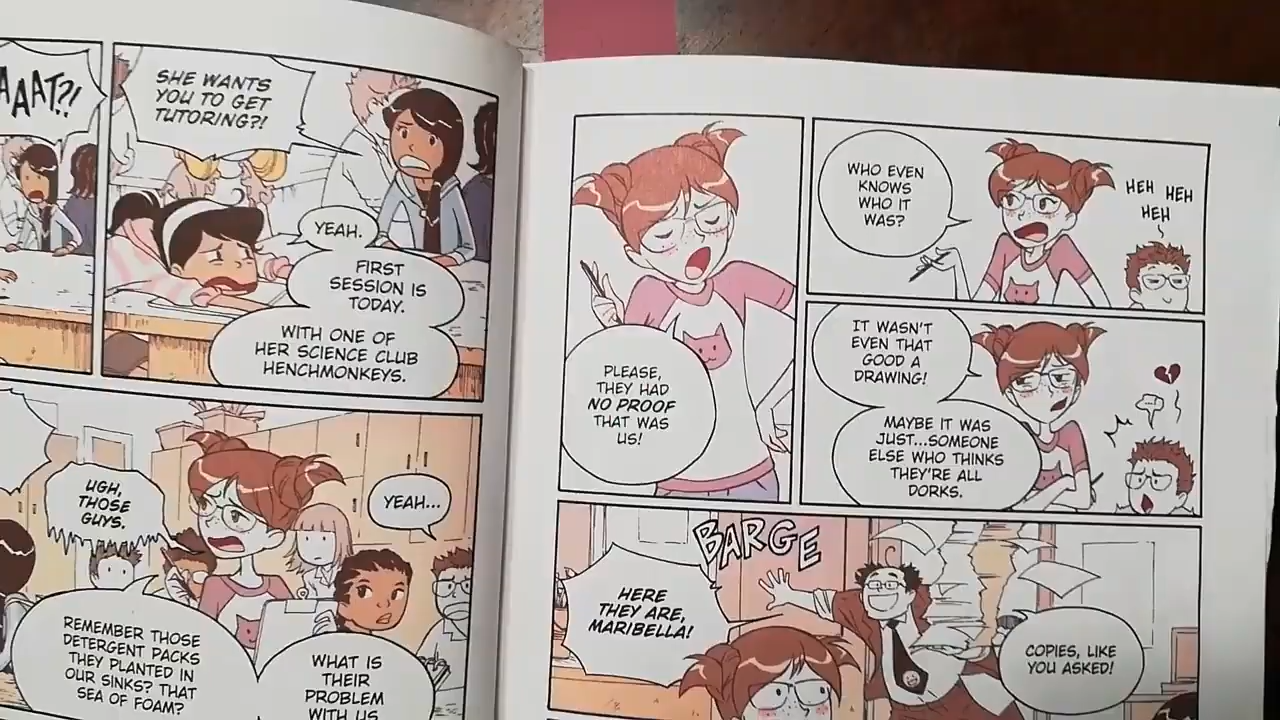 AAAT?!
SHE WANTS
YOU TO GET
TUTORING?!
YEAH.
FIRST
SESSION IS
TODAY.
WITH ONE OF
HER SCIENCE CLUB
HENCHMONKEYS.
UGH,
THOSE
GUYS.
YEAH...
REMEMBER THOSE
DETERGENT PACKS
THEY PLANTED IN
OUR SINKS? THAT
SEA OF FOAM?
WHAT IS
THEIR
PROBLEM
WITH US
PLEASE,
THEY HAD
NO PROOF
THAT WAS
US!
WHO EVEN
KNOWS
WHO IT
WAS?
HEH HEH
HEH
IT WASN'T
EVEN THAT
GOOD A
DRAWING!
MAYBE IT WAS
JUST...SOMEONE
ELSE WHO THINKS
THEY'RE ALL
DORKS.
BARGE
HERE
THEY ARE,
MARIBELLA!
COPIES, LIKE
YOU ASKED!